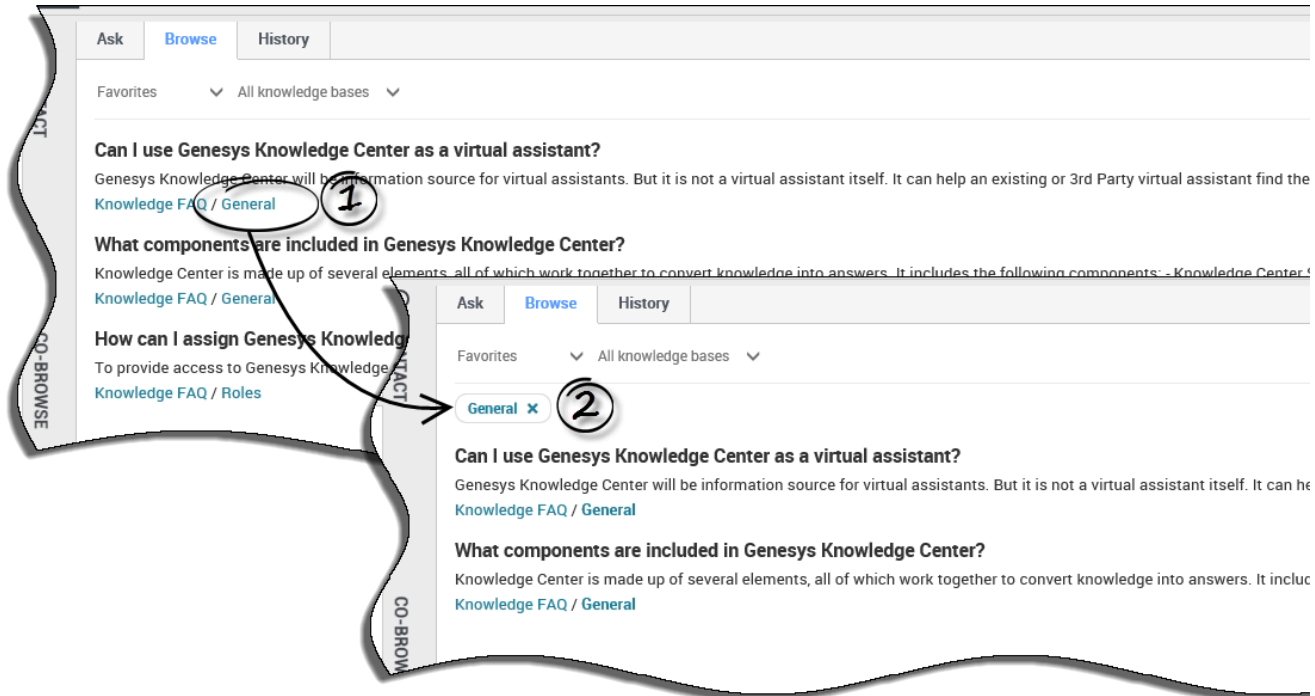 Ask Browse History
Favorites All knowledge bases
Can I use Genesys Knowledge Center as a virtual assistant?
Genesys Knowledge Center will be information source for virtual assistants. But it is not a virtual assistant itself. It can help an existing or 3rd Party virtual assistant find the
Knowledge FAQ / General
1
What components are included in Genesys Knowledge Center?
Knowledge Center is made up of several elements, all of which work together to convert knowledge into answers. It includes the following components: - Knowledge Center
Knowledge FAQ / General
How can I assign Genesys
To provide access to Genesys Knowledge
Knowledge FAQ / Roles
CO-BROWSE
Ask Browse History
Favorites All knowledge bases
General ×
2
Can I use Genesys Knowledge Center as a virtual assistant?
Genesys Knowledge Center will be information source for virtual assistants. But it is not a virtual assistant itself. It can
Knowledge FAQ / General
What components are included in Genesys Knowledge Center?
Knowledge Center is made up of several elements, all of which work together to convert knowledge into answers. It
Knowledge FAQ / General